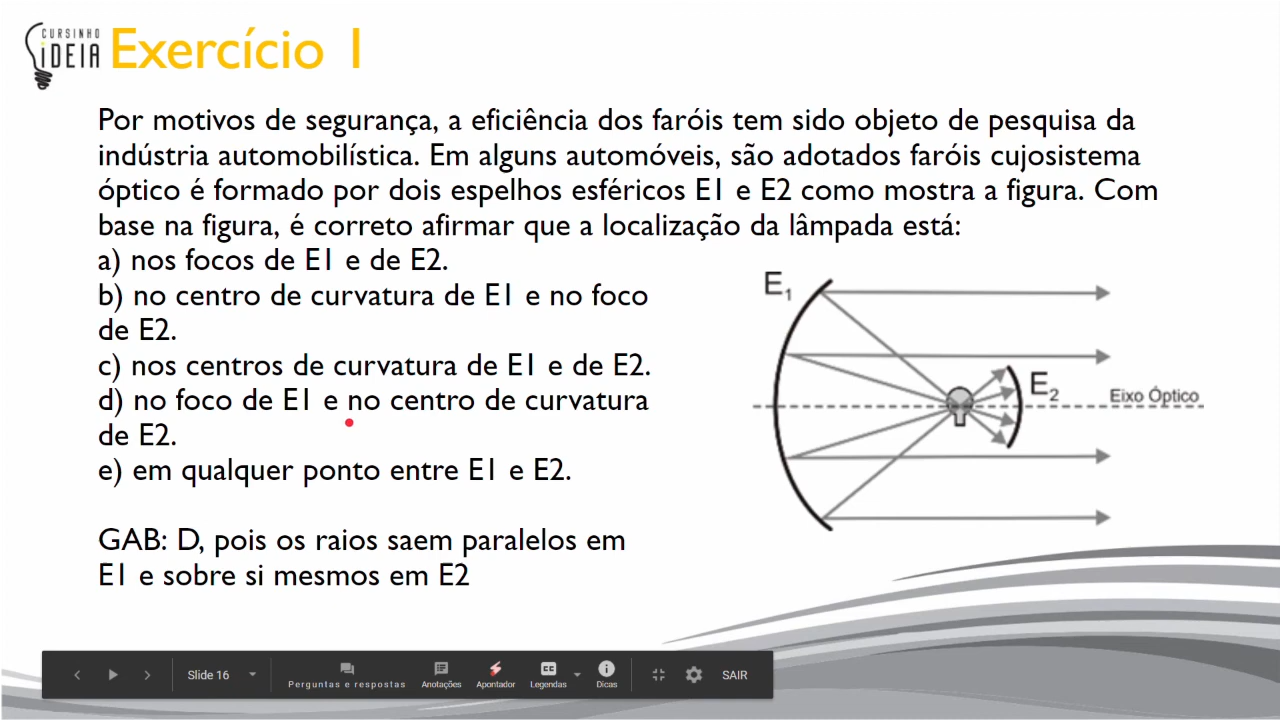 CURSINHO
iDEIA
Exercício 1
Por motivos de segurança, a eficiência dos faróis tem sido objeto de pesquisa da
indústria automobilística. Em alguns automóveis, são adotados faróis cujosistema
óptico é formado por dois espelhos esféricos E1 e E2 como mostra a figura. Com
base na figura, é correto afirmar que a localização da lâmpada está:
a) nos focos de E1 e de E2.
b) no centro de curvatura de E1 e no foco
de E2.
c) nos centros de curvatura de E1 e de E2.
d) no foco de E1 e no centro de curvatura
de E2.
e) em qualquer ponto entre E1 e E2.
GAB: D, pois os raios saem paralelos em
E1 e sobre si mesmos em E2
E₁
E₂
Eixo Óptico
Slide 16
Perguntas e respostas
Anotações
Apontador
CC
Legendas
Dicas
SAIR